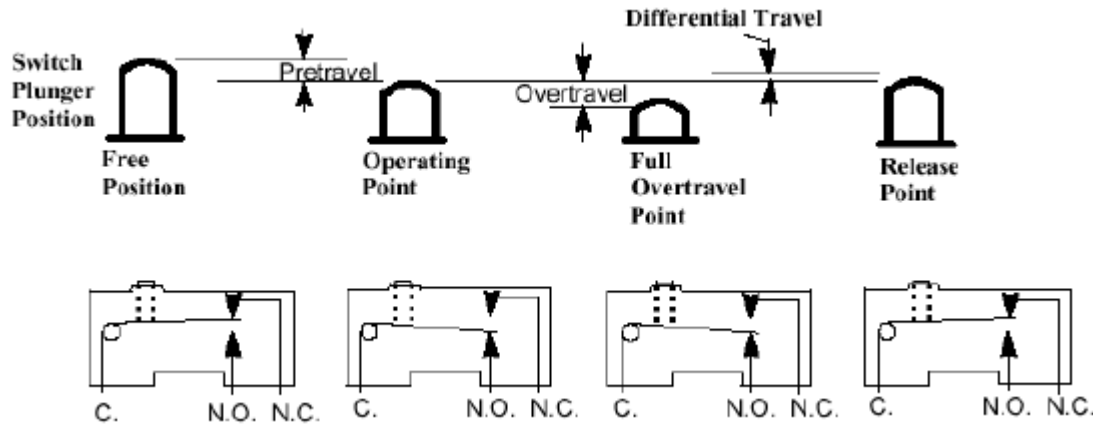 Differential Travel
Switch
Plunger
Position
Pretravel
Overtravel
Free
Position
Operating
Point
Full
Overtravel
Point
Release
Point
C. N.O. N.C. C. N.O. N.C. C. N.O. N.C. C. N.O. N.C.